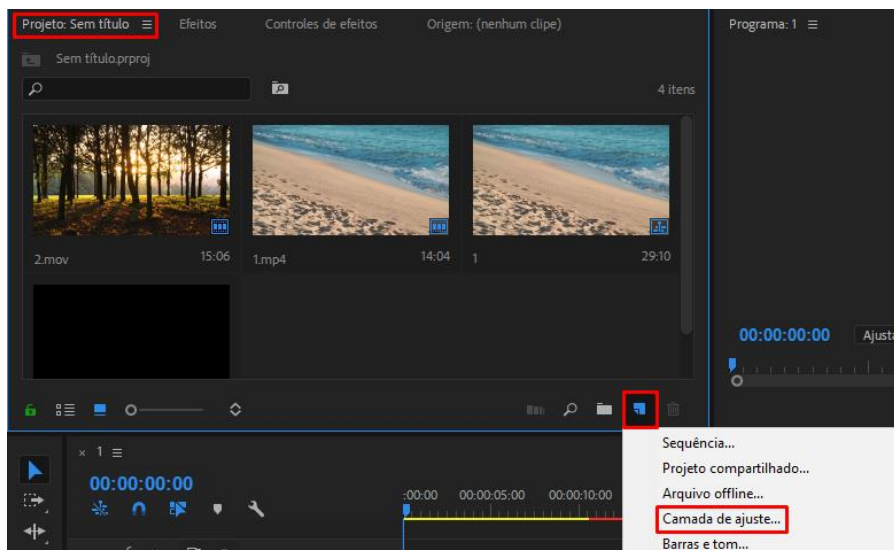 Projeto: Sem título
Efeitos
Controles de efeitos
Origem: (nenhum clipe)
Programa: 1
Sem título.prproj
4 itens
2.mov 15:06
1.mp4 14:04
1 29:10
00:00:00:00
× 1
00:00:00:00
:00:00 00:00:05:00 00:00:10:00
Sequência...
Projeto compartilhado...
Arquivo offline...
Camada de ajuste...
Barras e tom...